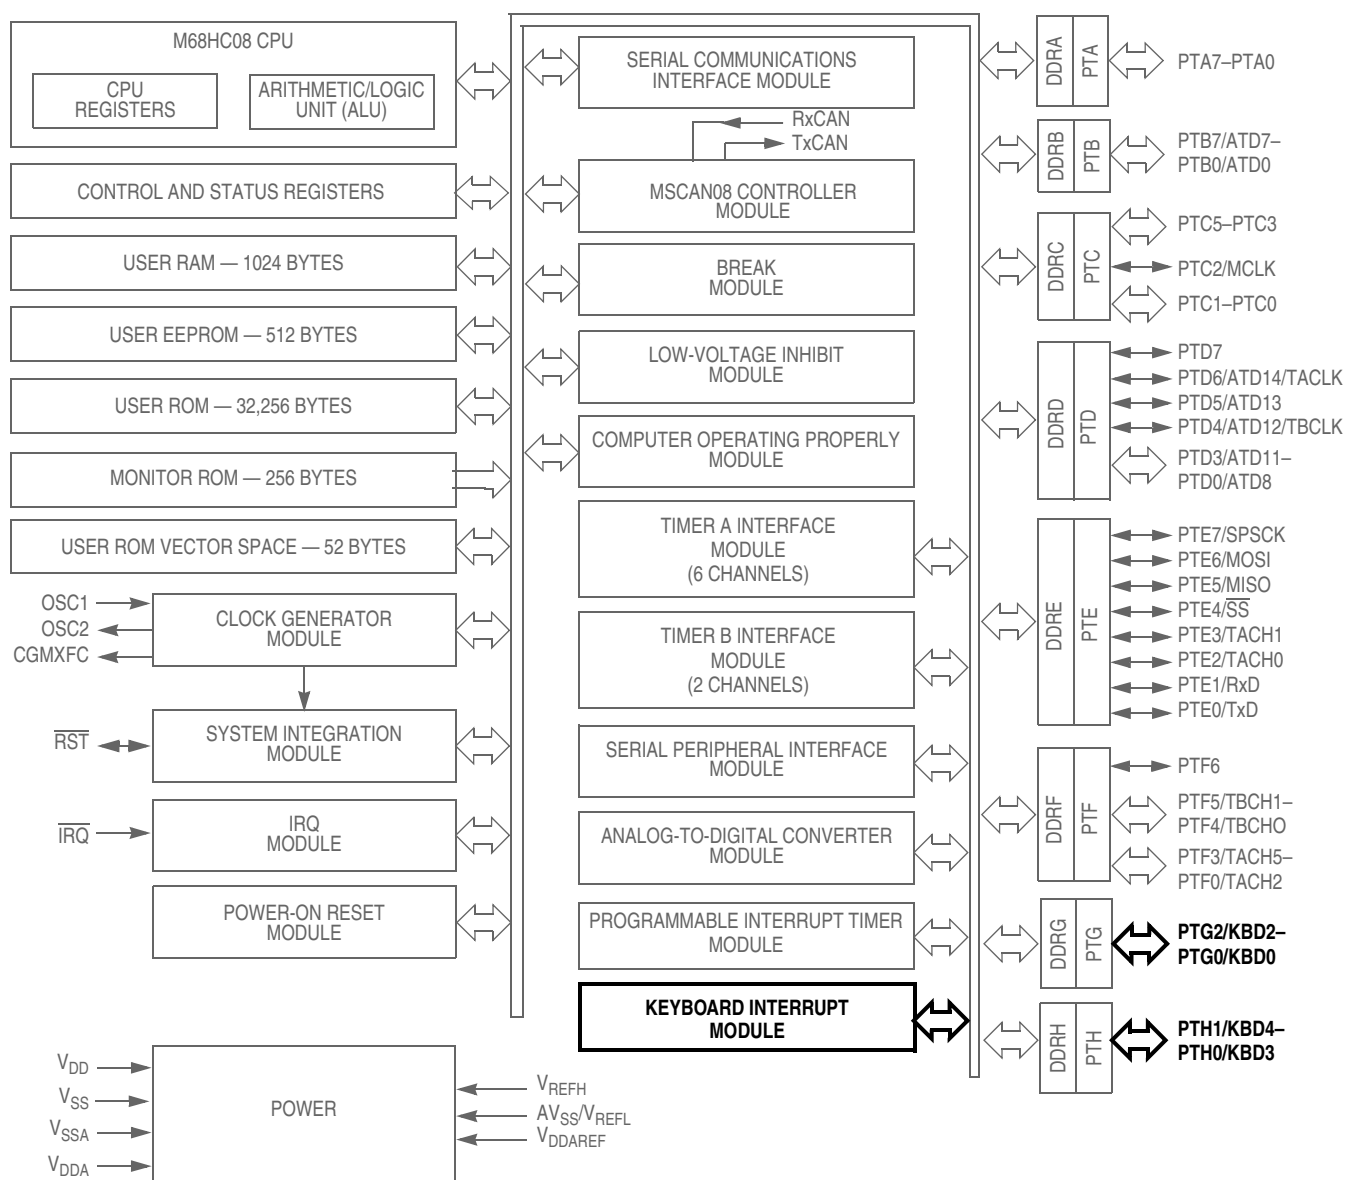 M68HC08 CPU
CPU
REGISTERS
ARITHMETIC/LOGIC
UNIT (ALU)
CONTROL AND STATUS REGISTERS
USER RAM — 1024 BYTES
USER EEPROM — 512 BYTES
USER ROM — 32,256 BYTES
MONITOR ROM — 256 BYTES
USER ROM VECTOR SPACE — 52 BYTES
OSC1
OSC2
CGMXFC
CLOCK GENERATOR
MODULE
RST
SYSTEM INTEGRATION
MODULE
IRQ
IRQ
MODULE
POWER-ON RESET
MODULE
VDD
VSS
VSSA
VDDA
POWER
VREFH
AVSS/VREFL
VDDAREF
SERIAL COMMUNICATIONS
INTERFACE MODULE
RxCAN
TxCAN
MSCAN08 CONTROLLER
MODULE
BREAK
MODULE
LOW-VOLTAGE INHIBIT
MODULE
COMPUTER OPERATING PROPERLY
MODULE
TIMER A INTERFACE
MODULE
(6 CHANNELS)
TIMER B INTERFACE
MODULE
(2 CHANNELS)
SERIAL PERIPHERAL INTERFACE
MODULE
ANALOG-TO-DIGITAL CONVERTER
MODULE
PROGRAMMABLE INTERRUPT TIMER
MODULE
KEYBOARD INTERRUPT
MODULE
DDRA
PTA
PTA7–PTA0
DDRB
PTB
PTB7/ATD7–
PTB0/ATD0
DDRC
PTC
PTC5–PTC3
PTC2/MCLK
PTC1–PTC0
DDRD
PTD
PTD7
PTD6/ATD14/TACLK
PTD5/ATD13
PTD4/ATD12/TBCLK
PTD3/ATD11–
PTD0/ATD8
DDRE
PTE
PTE7/SPSCK
PTE6/MOSI
PTE5/MISO
PTE4/SS
PTE3/TACH1
PTE2/TACH0
PTE1/RxD
PTE0/TxD
DDRF
PTF
PTF6
PTF5/TBCH1–
PTF4/TBCHO
PTF3/TACH5–
PTF0/TACH2
DDRG
PTG
PTG2/KBD2–
PTG0/KBD0
DDRH
PTH
PTH1/KBD4–
PTH0/KBD3